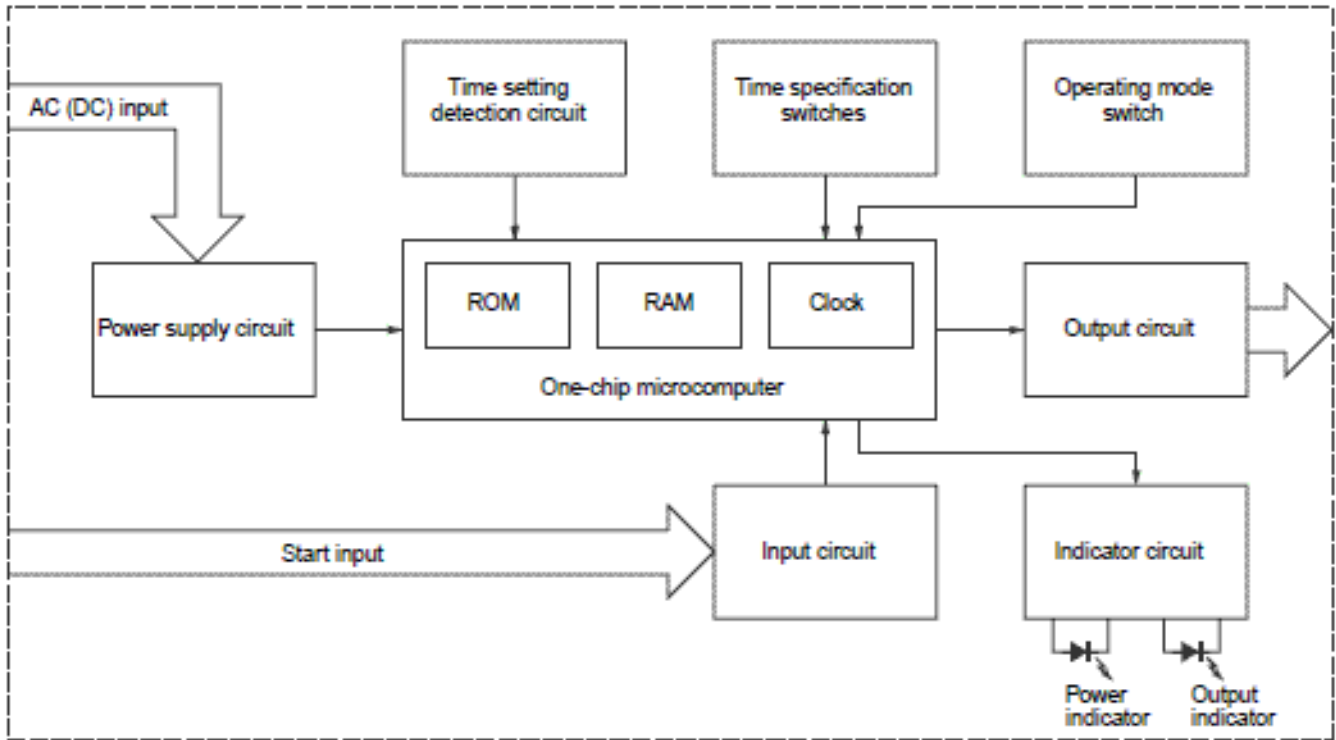 AC (DC) input
Time setting
detection circuit
Time specification
switches
Operating mode
switch
Power supply circuit
ROM
RAM
Clock
One-chip microcomputer
Output circuit
Start input
Input circuit
Indicator circuit
Power
indicator
Output
indicator